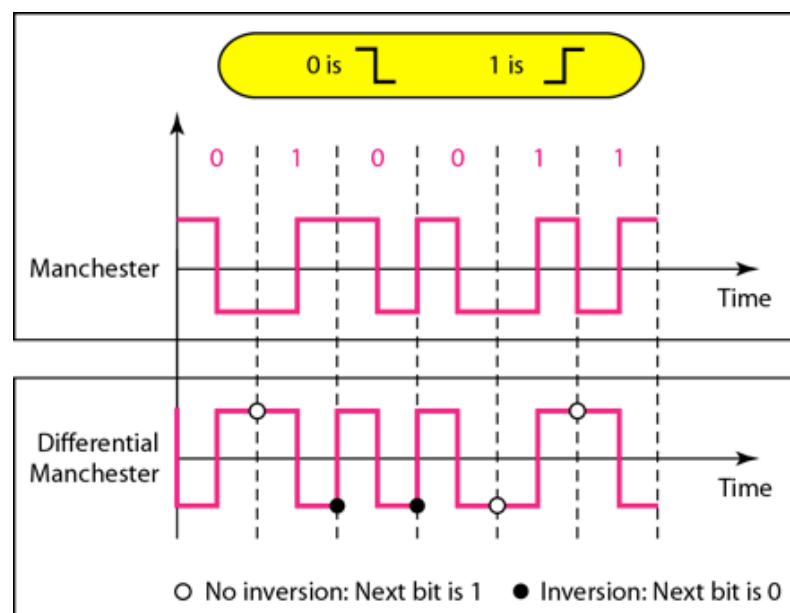 0 is 1 is
0 1 0 0 1 1
Manchester
Time
Differential
Manchester
Time
No inversion: Next bit is 1 Inversion: Next bit is 0